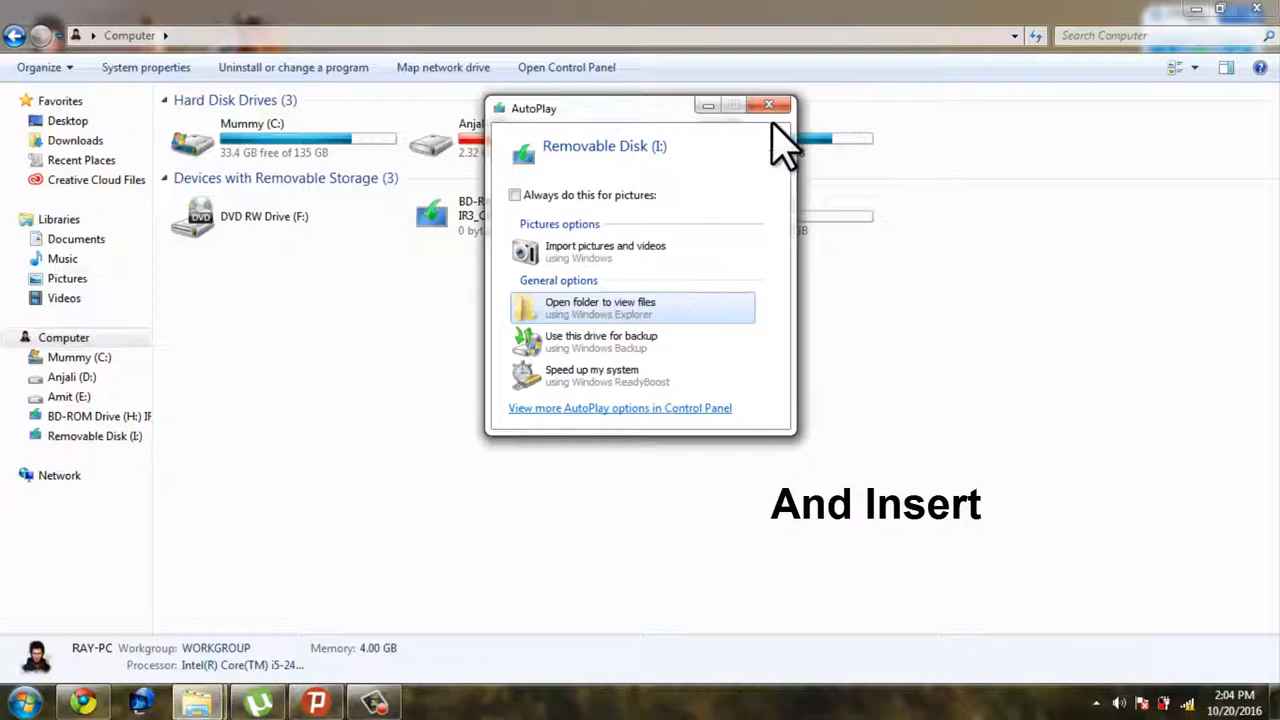 Computer
Search Computer
Organize
System properties
Uninstall or change a program
Map network drive
Open Control Panel
Favorites
Desktop
Downloads
Recent Places
Creative Cloud Files
Libraries
Documents
Music
Pictures
Videos
Computer
Mummy (C:)
Anjali (D:)
Amit (E:)
BD-ROM Drive (H:) IR
Removable Disk (I:)
Network
Hard Disk Drives (3)
Mummy (C:)
33.4 GB free of 135 GB
Anjal
2.32
Devices with Removable Storage (3)
DVD RW Drive (F:)
DVD
BD-R
IR3_C
0 byt
GB
AutoPlay
Removable Disk (I:)
Always do this for pictures:
Pictures options
Import pictures and videos
using Windows
General options
Open folder to view files
using Windows Explorer
Use this drive for backup
using Windows Backup
Speed up my system
using Windows ReadyBoost
View more AutoPlay options in Control Panel
And Insert
RAY-PC Workgroup: WORKGROUP Memory: 4.00 GB
Processor: Intel(R) Core(TM) i5-24...
2:04 PM
10/20/2016